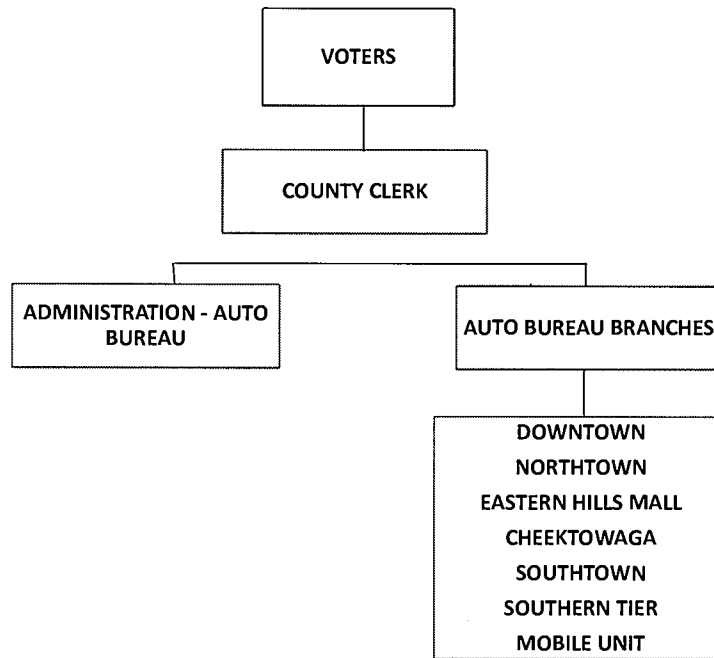 VOTERS
COUNTY CLERK
ADMINISTRATION - AUTO
BUREAU
AUTO BUREAU BRANCHES
DOWNTOWN
NORTHTOWN
EASTERN HILLS MALL
CHEEKTOWAGA
SOUTHTOWN
SOUTHERN TIER
MOBILE UNIT